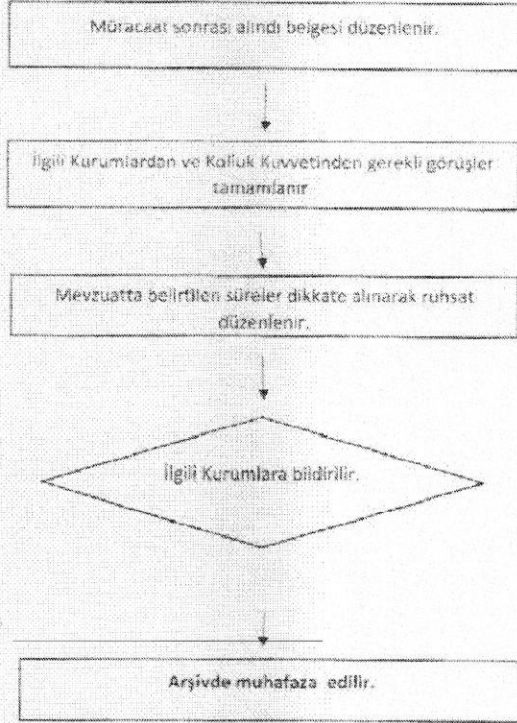 Müracaat sonrası alındı belgesi düzenlenir.
İlgili Kurumlardan ve Kolluk Kuvvetinden gerekli görüşler
tamamlanır
Mevzuatta belirtilen süreler dikkate alınarak ruhsat
düzenlenir.
İlgili Kurumlara bildirilir.
Arşivde muhafaza edilir.